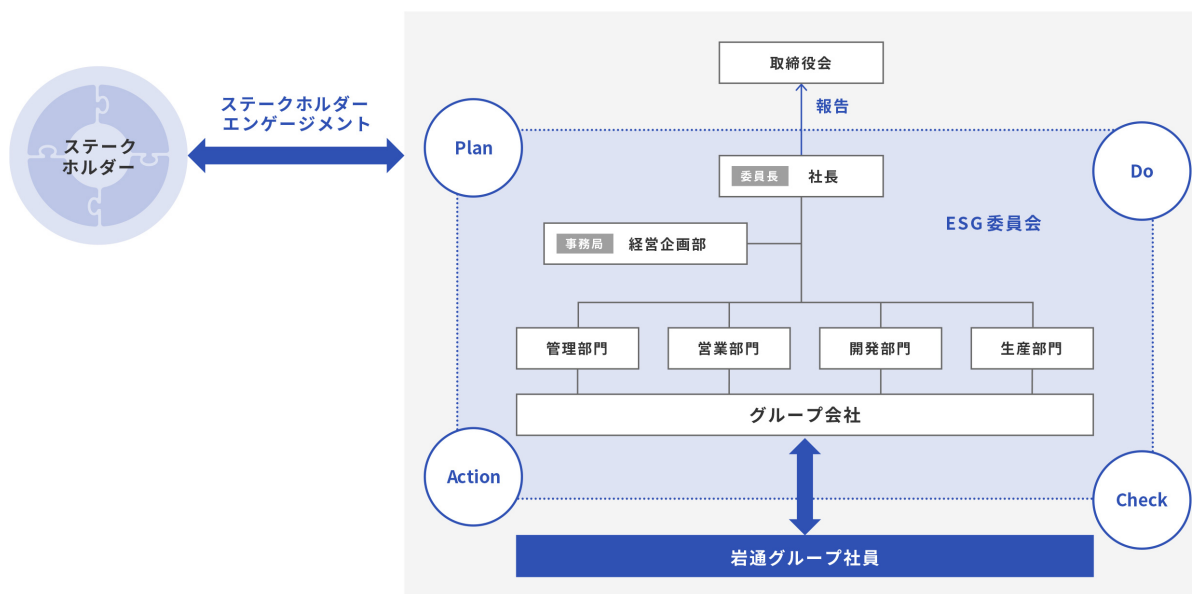 ステーク
ホルダー
ステークホルダー
エンゲージメント
取締役会
報告
Plan
Do
委員長 社長
ESG 委員会
事務局 経営企画部
管理部門
営業部門
開発部門
生産部門
グループ会社
Action
Check
岩通グループ社員